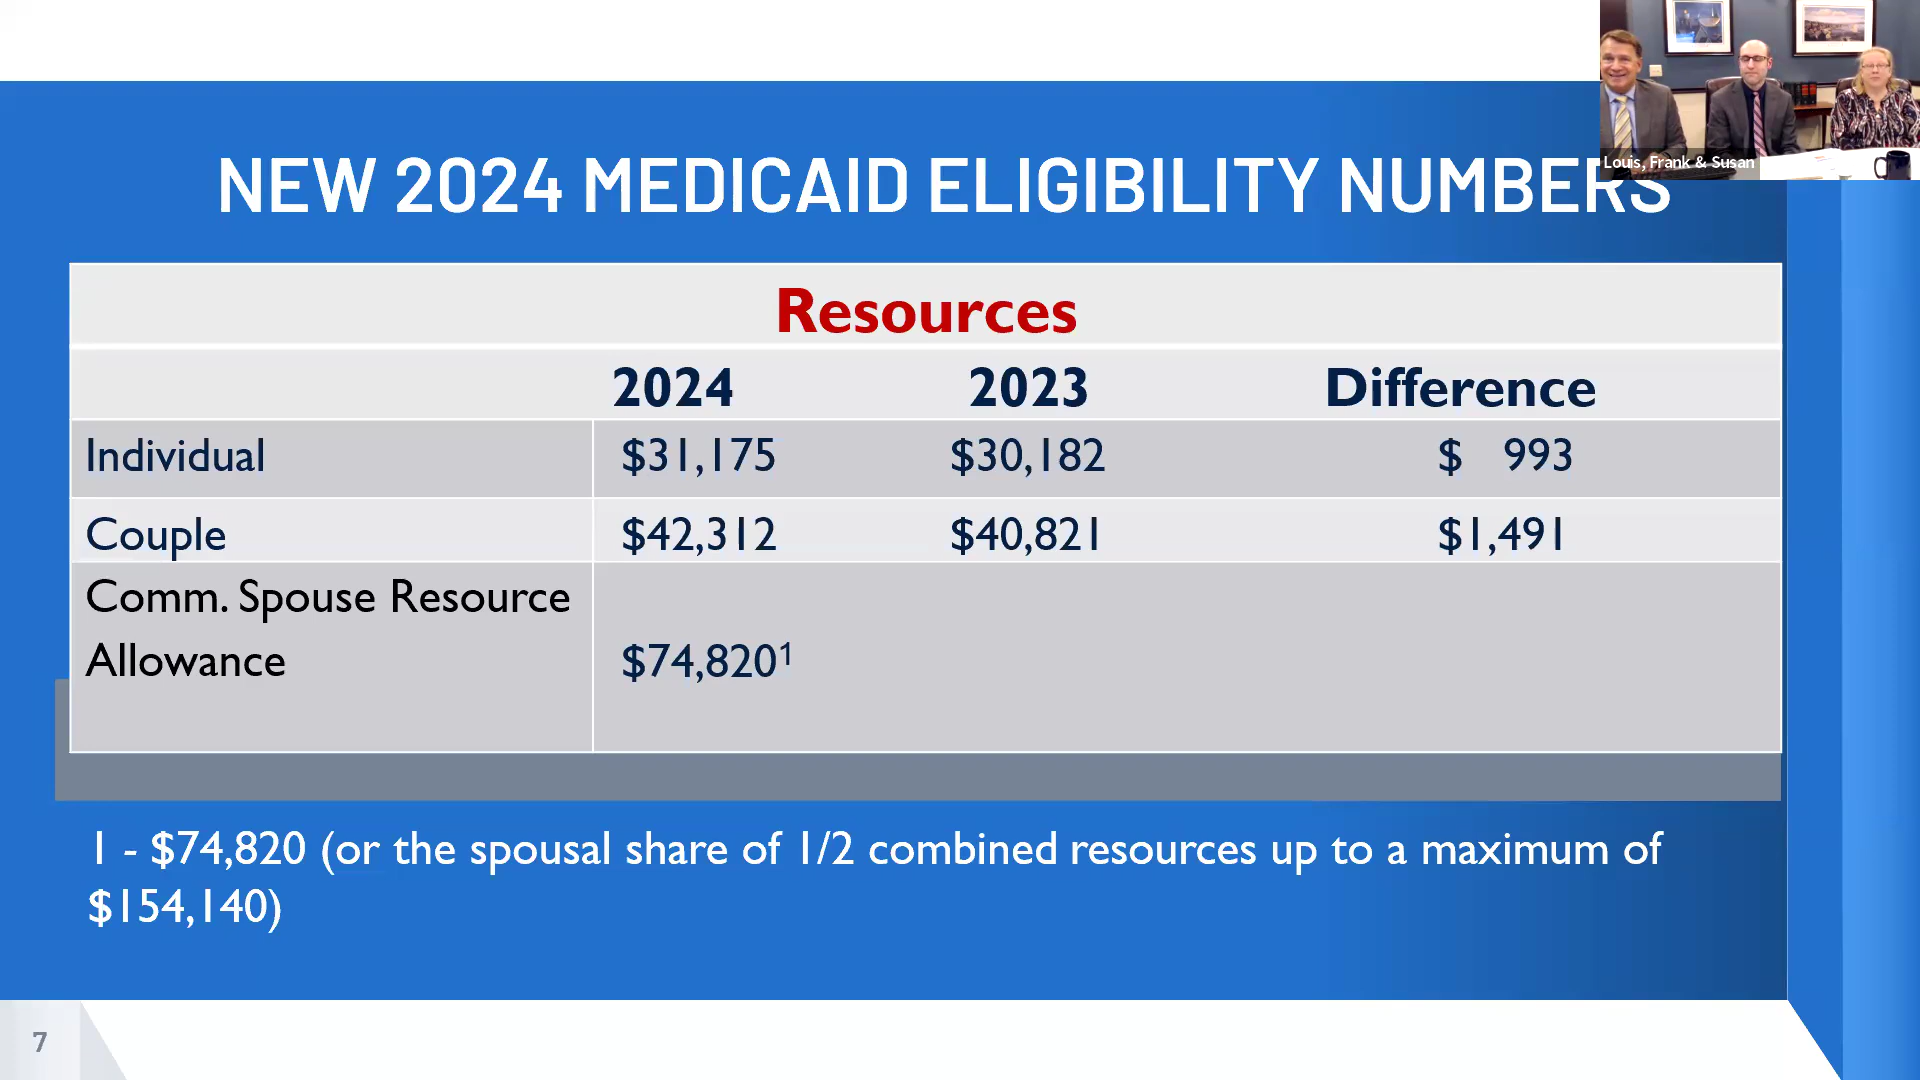 Louis, Frank & Susan
NEW 2024 MEDICAID ELIGIBILITY NUMBERS
Resources
2024 2023 Difference
Individual $31,175 $30,182 $ 993
Couple $42,312 $40,821 $1,491
Comm. Spouse Resource
Allowance $74,820¹
1 - $74,820 (or the spousal share of 1/2 combined resources up to a maximum of
$154,140)
7